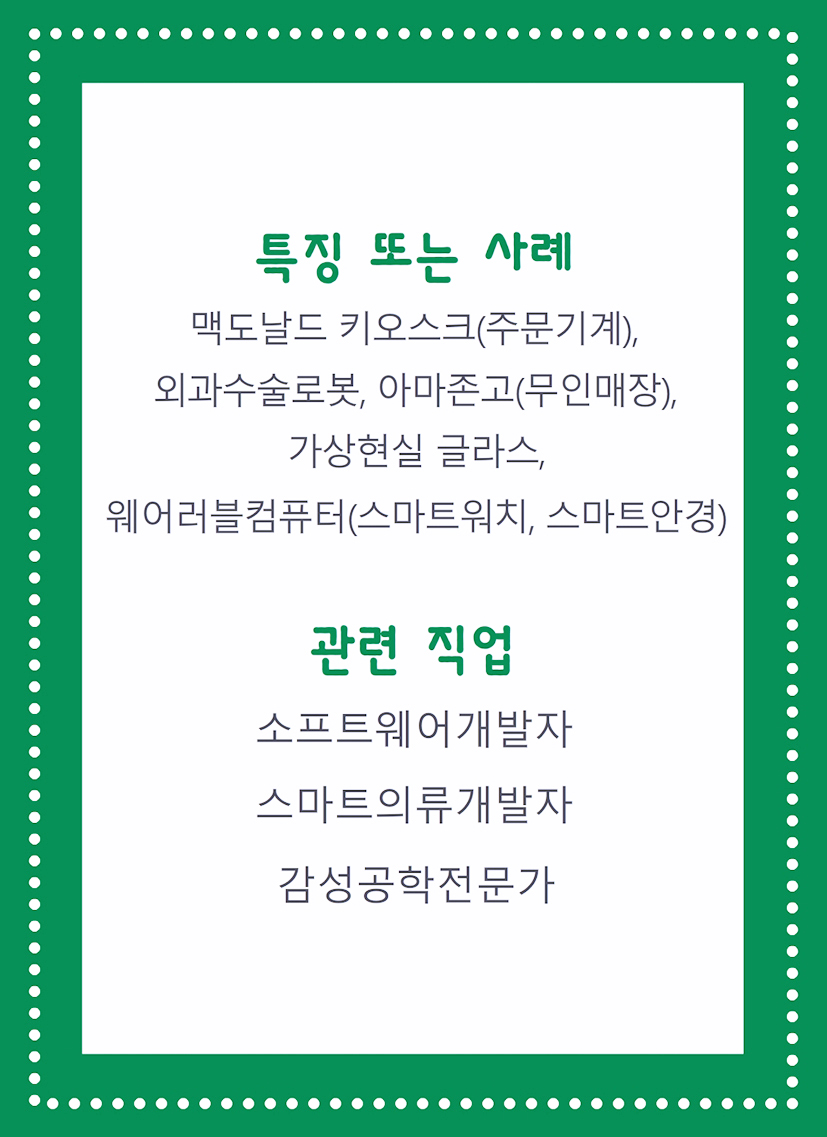 특징 또는 사례
맥도날드 키오스크(주문기계),
외과수술로봇, 아마존고(무인매장),
가상현실 글라스,
웨어러블컴퓨터(스마트워치, 스마트안경)
관련 직업
소프트웨어개발자
스마트의류개발자
감성공학전문가